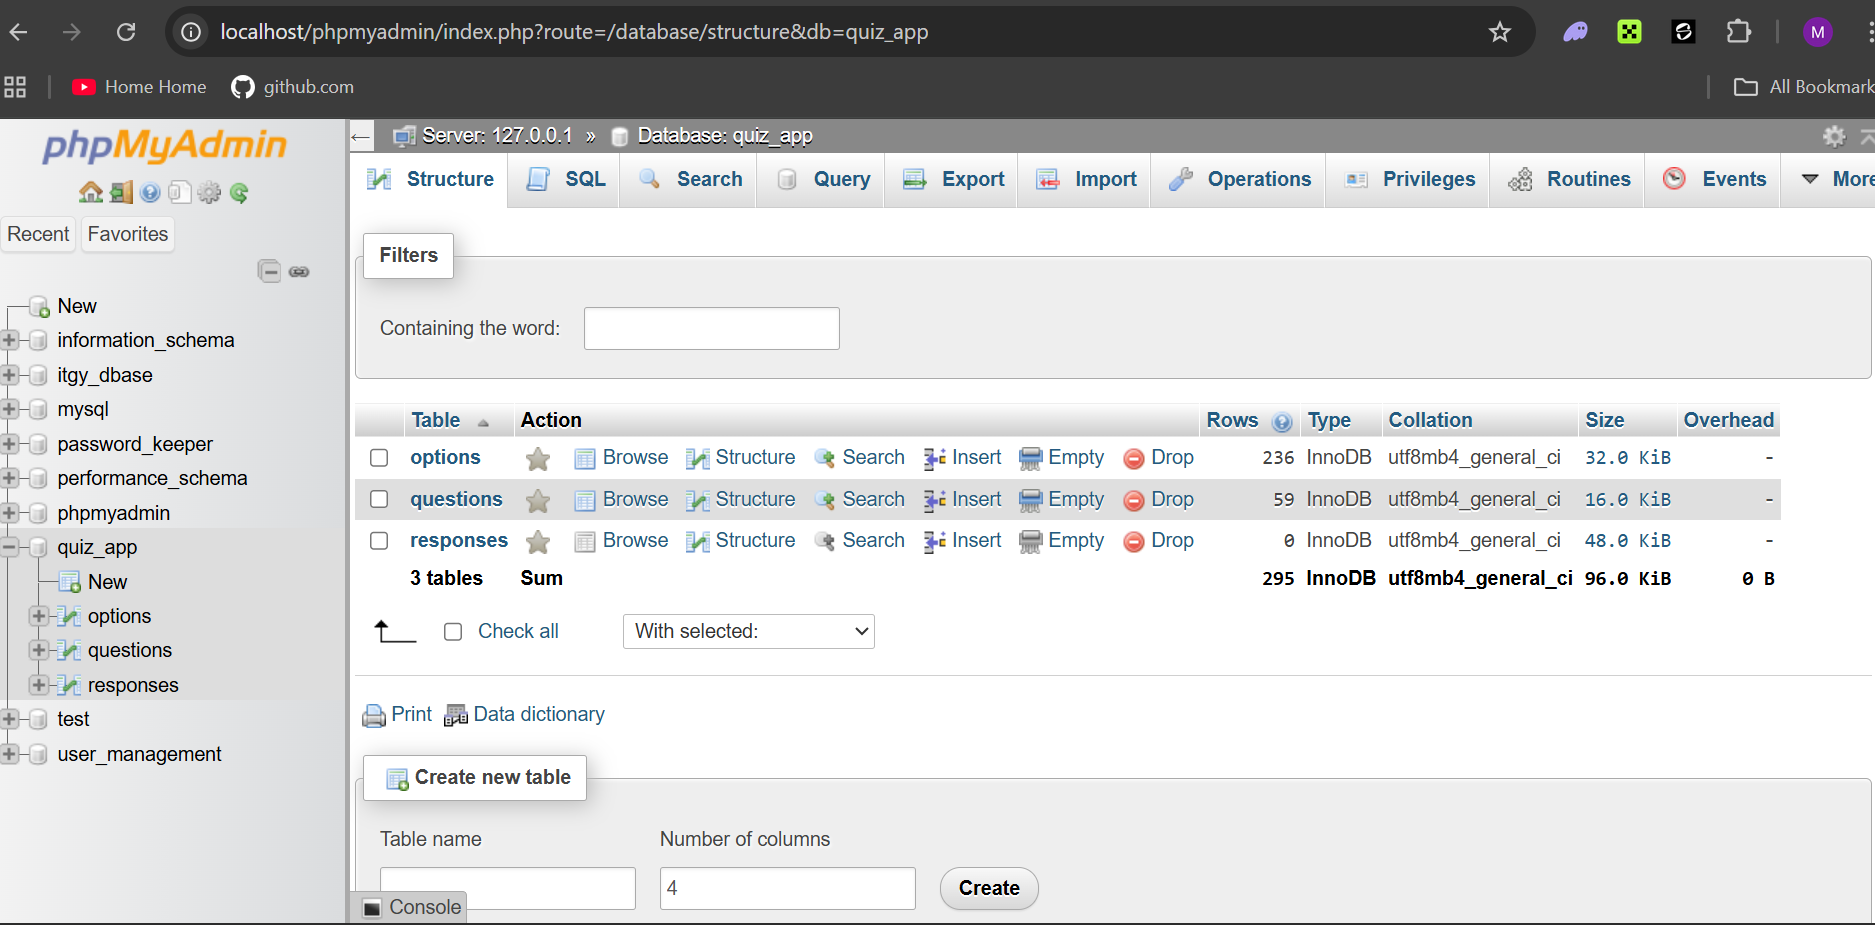 localhost/phpmyadmin/index.php?route=/database/structure&db=quiz_app
M
Home Home
github.com
All Bookmark
phpMyAdmin
Recent
Favorites
New
information_schema
itgy_dbase
mysql
password_keeper
performance_schema
phpmyadmin
quiz_app
New
options
questions
responses
test
user_management
Server: 127.0.0.1 » Database: quiz_app
Structure SQL Search Query Export Import Operations Privileges Routines Events More
Filters
Containing the word:
Table Action Rows Type Collation Size Overhead
options Browse Structure Search Insert Empty Drop 236 InnoDB utf8mb4_general_ci 32.0 KiB -
questions Browse Structure Search Insert Empty Drop 59 InnoDB utf8mb4_general_ci 16.0 KiB -
responses Browse Structure Search Insert Empty Drop 0 InnoDB utf8mb4_general_ci 48.0 KiB -
3 tables Sum 295 InnoDB utf8mb4_general_ci 96.0 KiB 0 B
Check all With selected:
Print Data dictionary
Create new table
Table name Number of columns
4 Create
Console